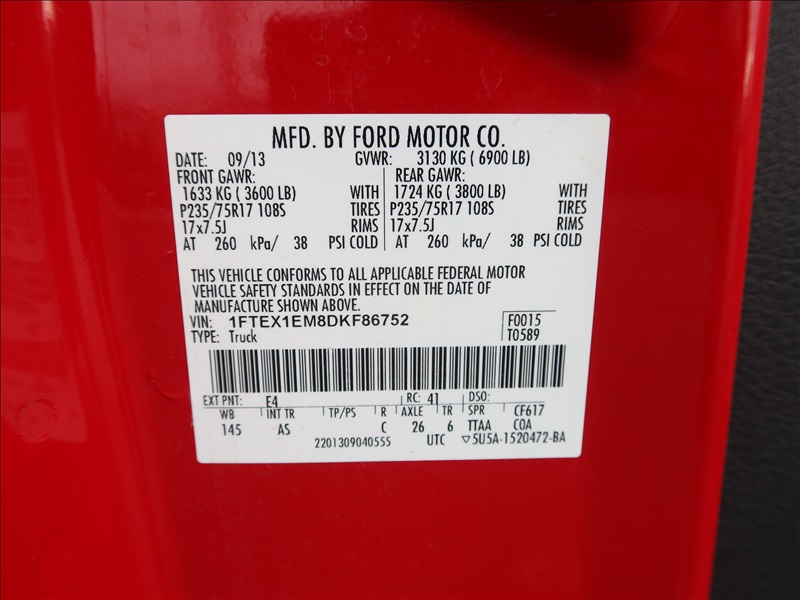 MFD. BY FORD MOTOR CO.
DATE: 09/13 GVWR: 3130 KG ( 6900 LB)
FRONT GAWR: REAR GAWR:
1633 KG ( 3600 LB) WITH 1724 KG ( 3800 LB) WITH
P235/75R17 108S TIRES P235/75R17 108S TIRES
17x7.5J RIMS 17x7.5J RIMS
AT 260 kPa/ 38 PSI COLD AT 260 kPa/ 38 PSI COLD
THIS VEHICLE CONFORMS TO ALL APPLICABLE FEDERAL MOTOR
VEHICLE SAFETY STANDARDS IN EFFECT ON THE DATE OF
MANUFACTURE SHOWN ABOVE.
VIN: 1FTEX1EM8DKF86752 F0015
TYPE: Truck T0589
EXT PNT: E4 RC: 41 DSO:
WB INT TR TP/PS R AXLE TR SPR CF617
145 AS C 26 6 TTAA COA
2201309040555 UTC ▽5U5A-1520472-BA